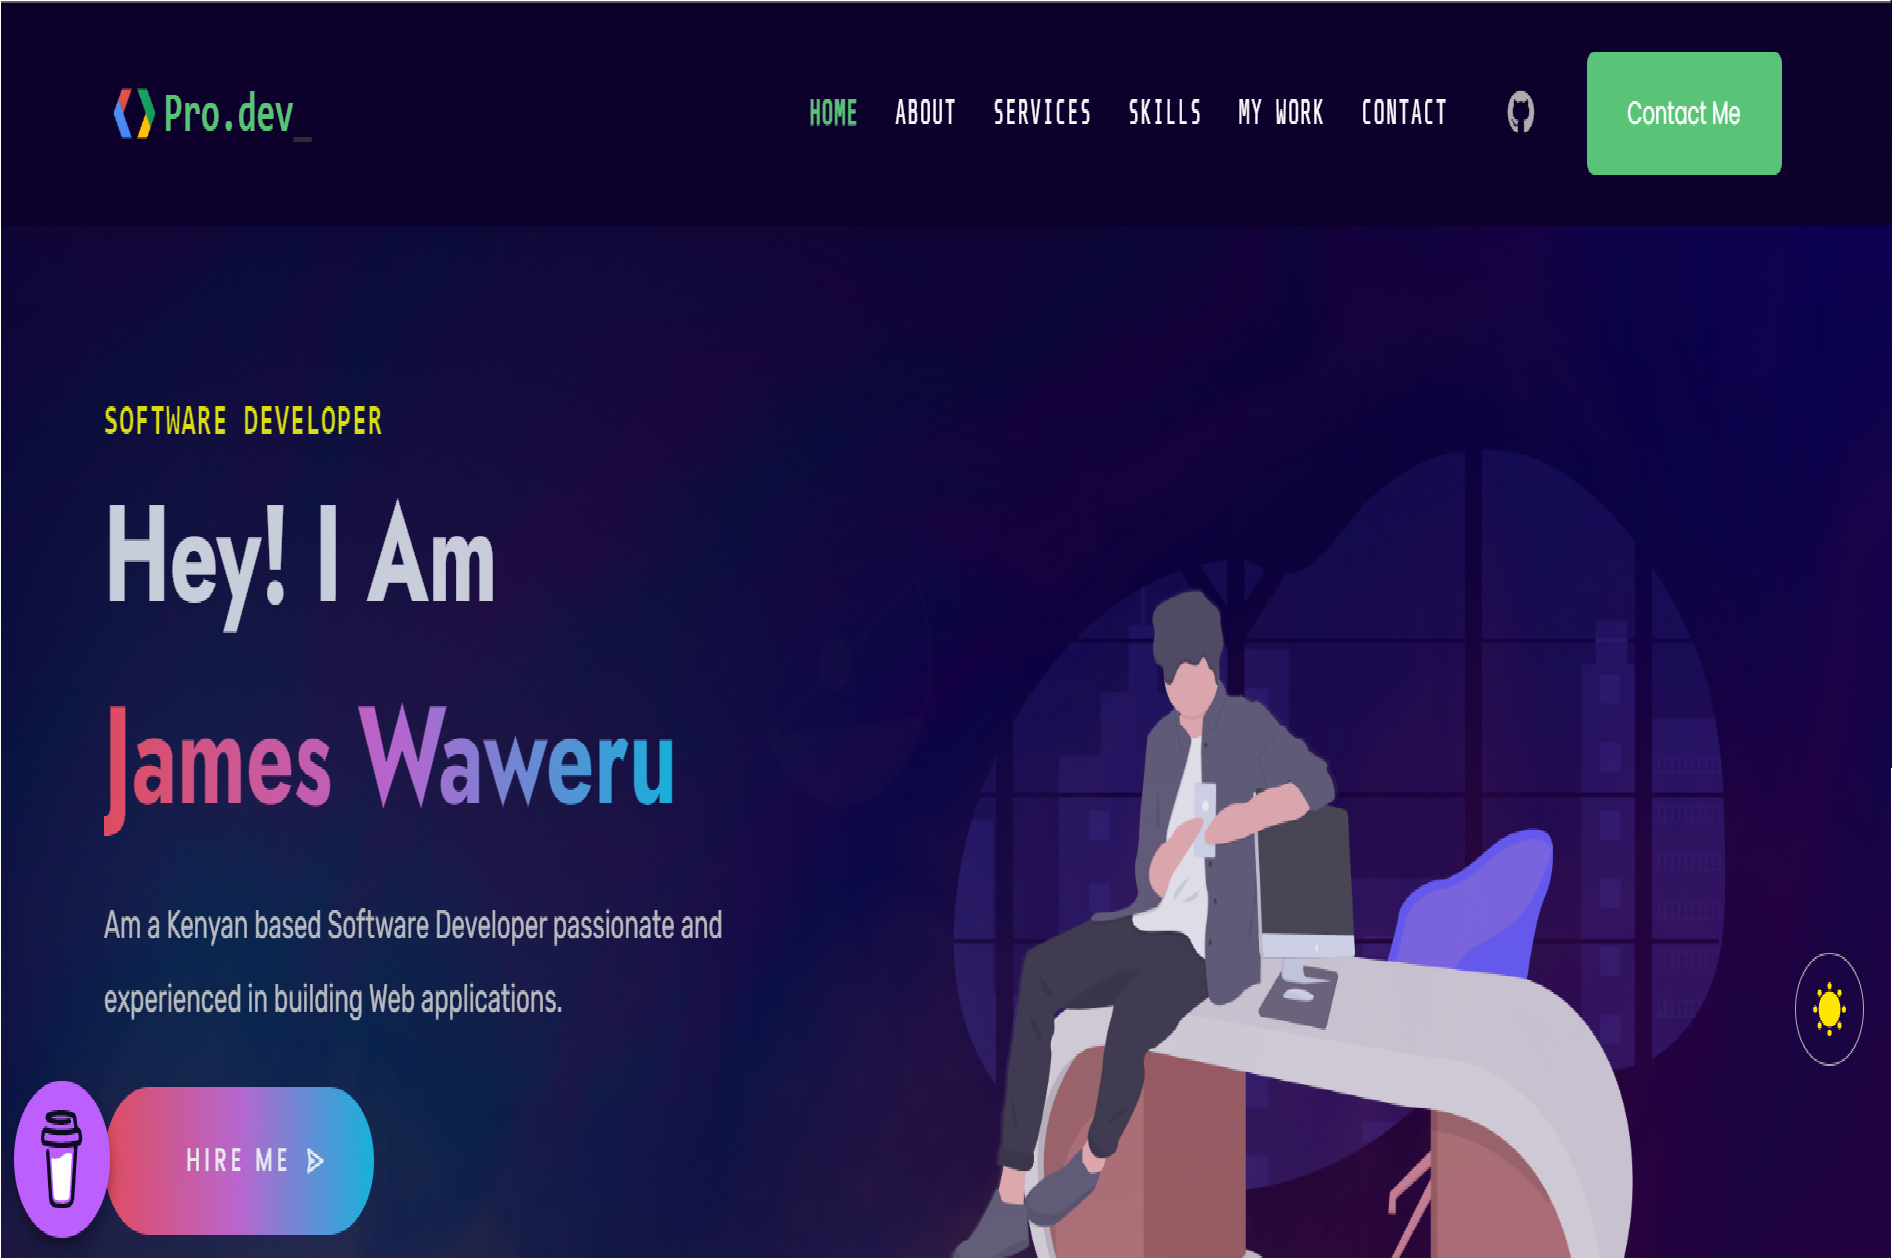 Pro.dev_
HOME ABOUT SERVICES SKILLS MY WORK CONTACT
Contact Me
SOFTWARE DEVELOPER
Hey! I Am
James Waweru
Am a Kenyan based Software Developer passionate and
experienced in building Web applications.
HIRE ME